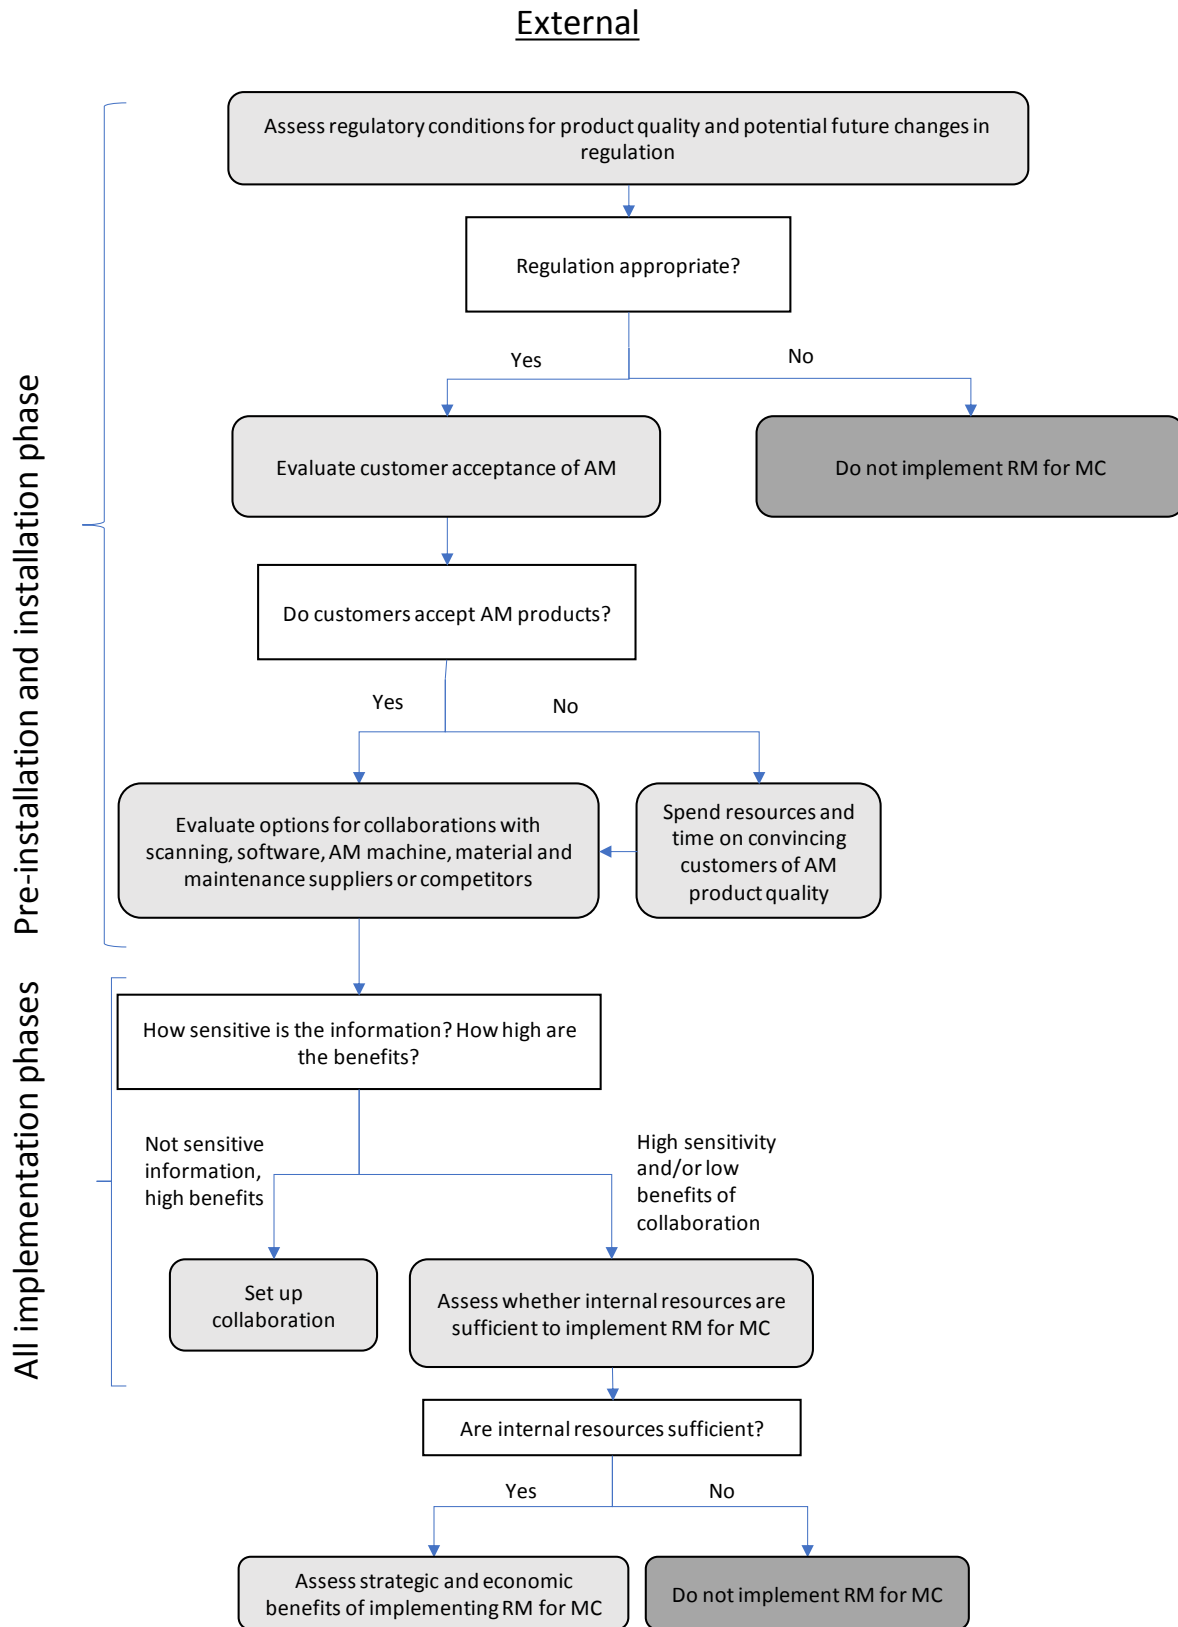 External
Assess regulatory conditions for product quality and potential future changes in
regulation
Regulation appropriate?
Yes
No
Evaluate customer acceptance of AM
Do not implement RM for MC
Do customers accept AM products?
Yes
No
Evaluate options for collaborations with
scanning, software, AM machine, material and
maintenance suppliers or competitors
Spend resources and
time on convincing
customers of AM
product quality
Pre-installation and installation phase
How sensitive is the information? How high are
the benefits?
Not sensitive
information,
high benefits
High sensitivity
and/or low
benefits of
collaboration
Set up
collaboration
Assess whether internal resources are
sufficient to implement RM for MC
All implementation phases
Are internal resources sufficient?
Yes
No
Assess strategic and economic
benefits of implementing RM for MC
Do not implement RM for MC